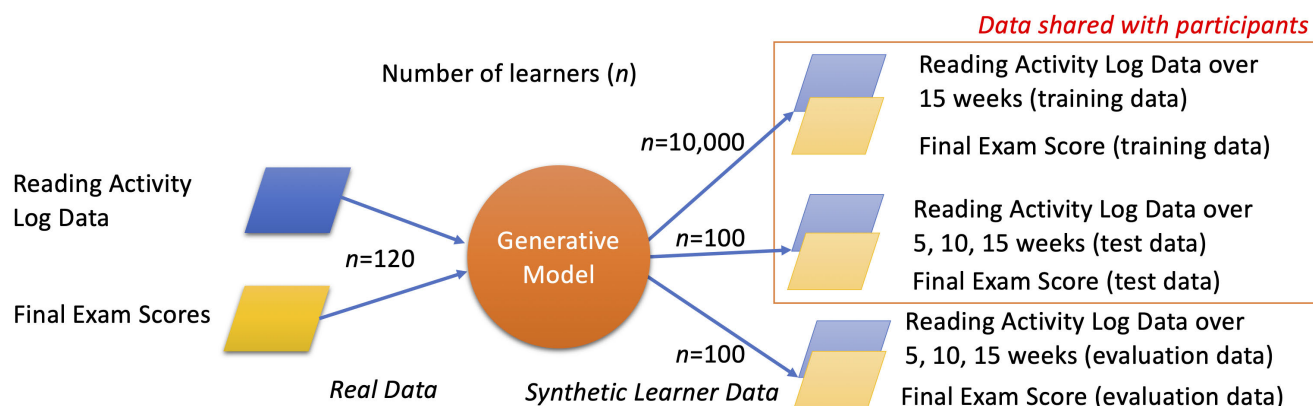 Data shared with participants
Number of learners (n)
Reading Activity Log Data over
15 weeks (training data)
Final Exam Score (training data)
n=10,000
Reading Activity
Log Data
n=120
Final Exam Scores
Generative
Model
n=100
Reading Activity Log Data over
5, 10, 15 weeks (test data)
Final Exam Score (test data)
n=100
Reading Activity Log Data over
5, 10, 15 weeks (evaluation data)
Final Exam Score (evaluation data)
Real Data
Synthetic Learner Data